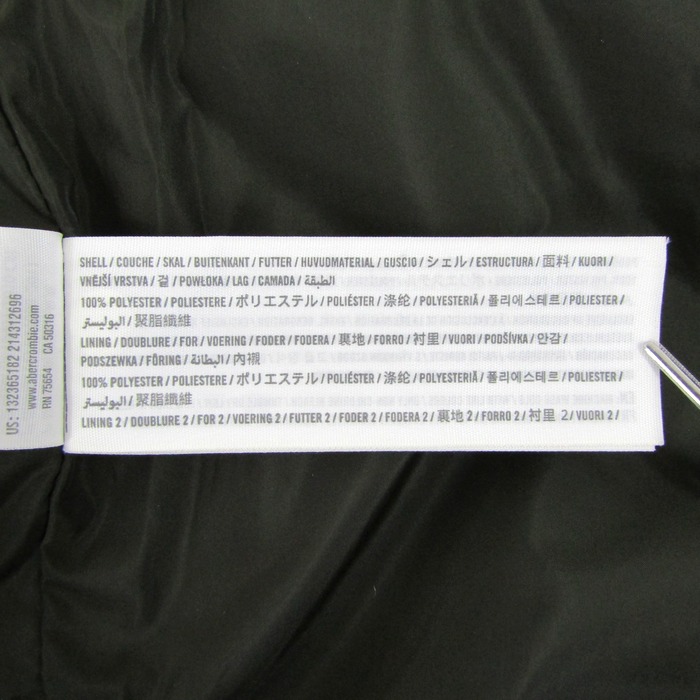 US: 132365182 214312696
www.abercrombie.com
RN 75654 CA 50316
SHELL / COUCHE / SKAL / BUITENKANT / FUTTER / HUVUDMATERIAL / GUSCIO / シェル / ESTRUCTURA / 面料 / KUORI /
VNĚJŠÍ VRSTVA / 겉 / POWŁOKA / LAG / CAMADA / الطبقة /
100% POLYESTER / POLIESTERE / ポリエステル / POLIÉSTER / 涤纶 / POLYESTERIÄ / 폴리에스테르 / POLIESTER /
البوليستر / 聚脂纖維
LINING / DOUBLURE / FOR / VOERING / FODER / FODERA / 裏地 / FORRO / 衬里 / VUORI / PODŠÍVKA / 안감 /
PODSZEWKA / FÔRING / البطانة / 內襯
100% POLYESTER / POLIESTERE / ポリエステル / POLIÉSTER / 涤纶 / POLYESTERIÄ / 폴리에스테르 / POLIESTER /
البوليستر / 聚脂纖維
LINING 2 / DOUBLURE 2 / FOR 2 / VOERING 2 / FUTTER 2 / FODER 2 / FODERA 2 / 裏地 2 / FORRO 2 / 衬里 2 / VUORI 2 /